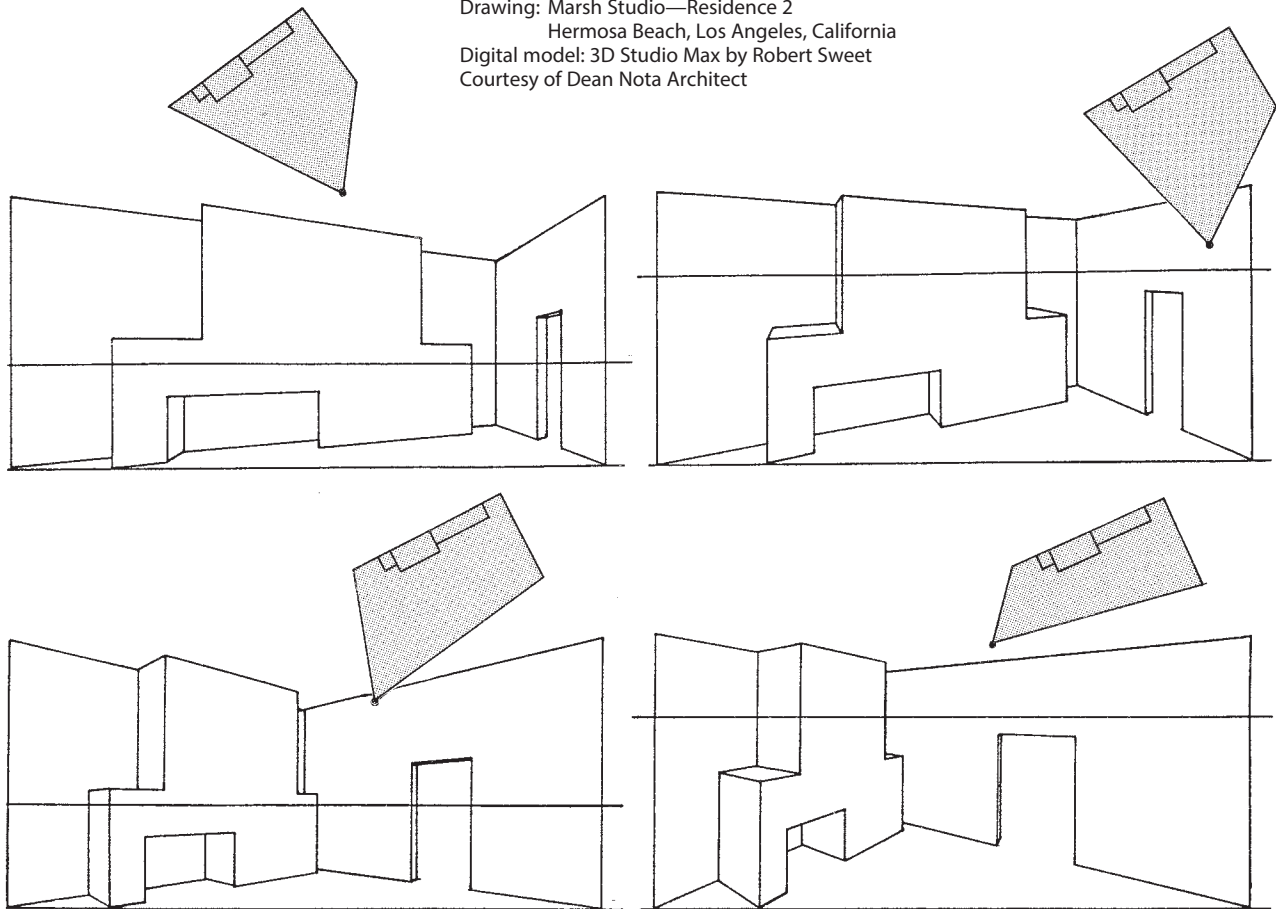 Drawing: Marsh Studio—Residence 2
Hermosa Beach, Los Angeles, California
Digital model: 3D Studio Max by Robert Sweet
Courtesy of Dean Nota Architect